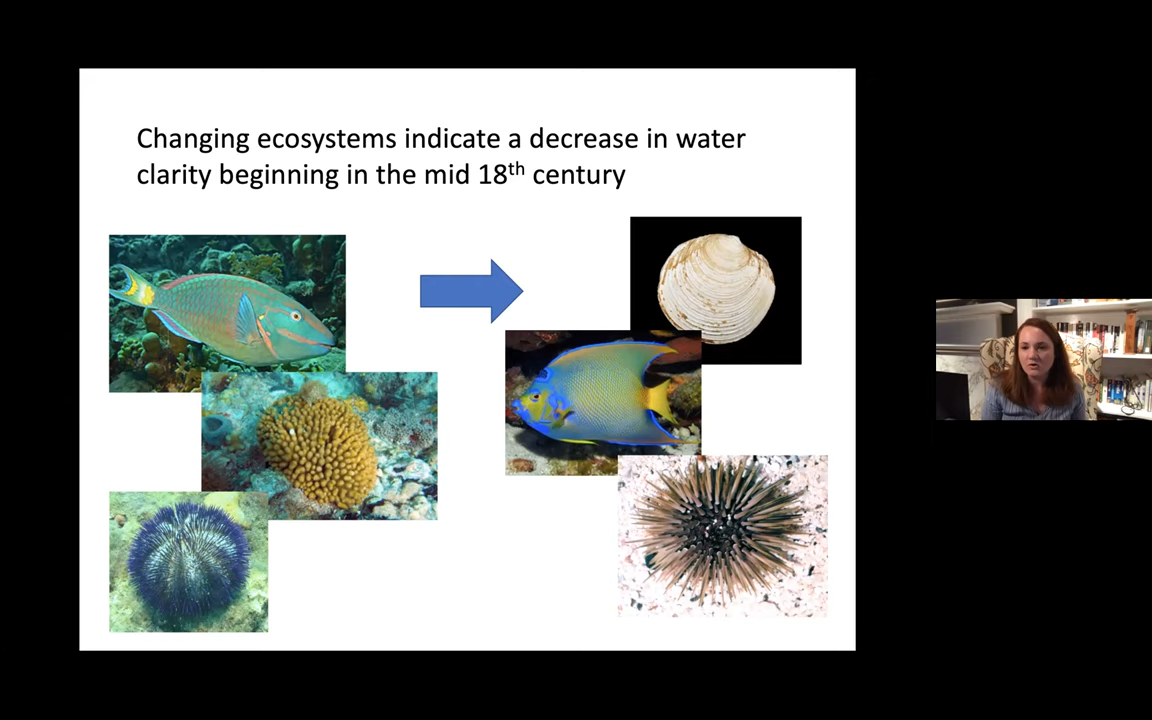 Changing ecosystems indicate a decrease in water
clarity beginning in the mid 18th century